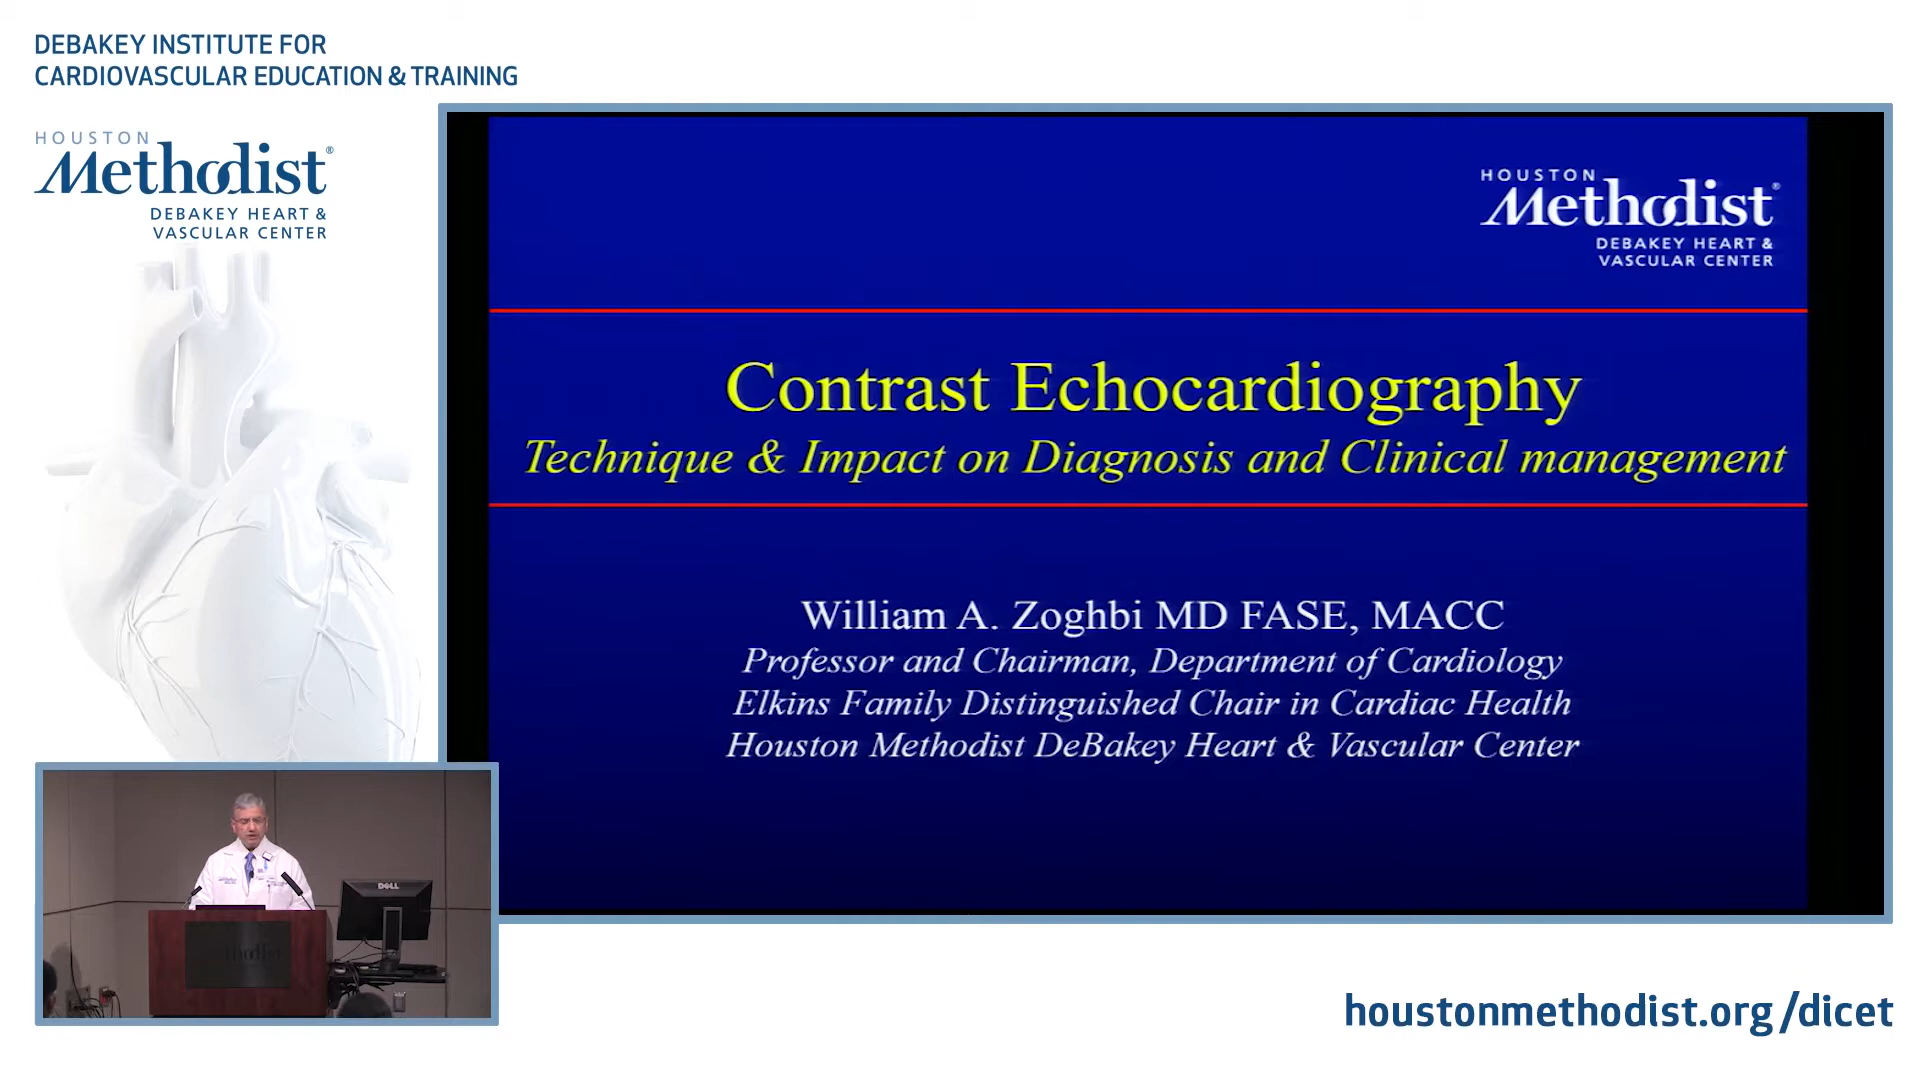 DEBAKEY INSTITUTE FOR
CARDIOVASCULAR EDUCATION & TRAINING
HOUSTON
Methodist®
DEBAKEY HEART &
VASCULAR CENTER
HOUSTON
Methodist®
DEBAKEY HEART &
VASCULAR CENTER
Contrast Echocardiography
Technique & Impact on Diagnosis and Clinical management
William A. Zoghbi MD FASE, MACC
Professor and Chairman, Department of Cardiology
Elkins Family Distinguished Chair in Cardiac Health
Houston Methodist DeBakey Heart & Vascular Center
DELL
houstonmethodist.org/dicet